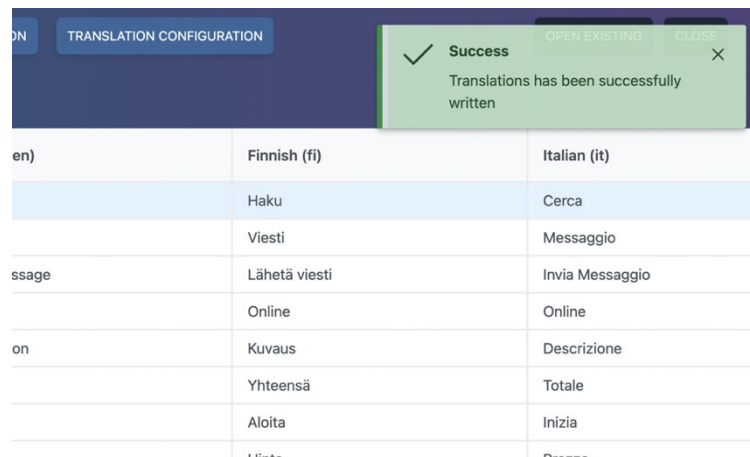 ON TRANSLATION CONFIGURATION OPEN EXISTING CLOSE
Success
Translations has been successfully
written
en) Finnish (fi) Italian (it)
Haku Cerca
Viesti Messaggio
ssage Lähetä viesti Invia Messaggio
Online Online
on Kuvaus Descrizione
Yhteensä Totale
Aloita Inizia